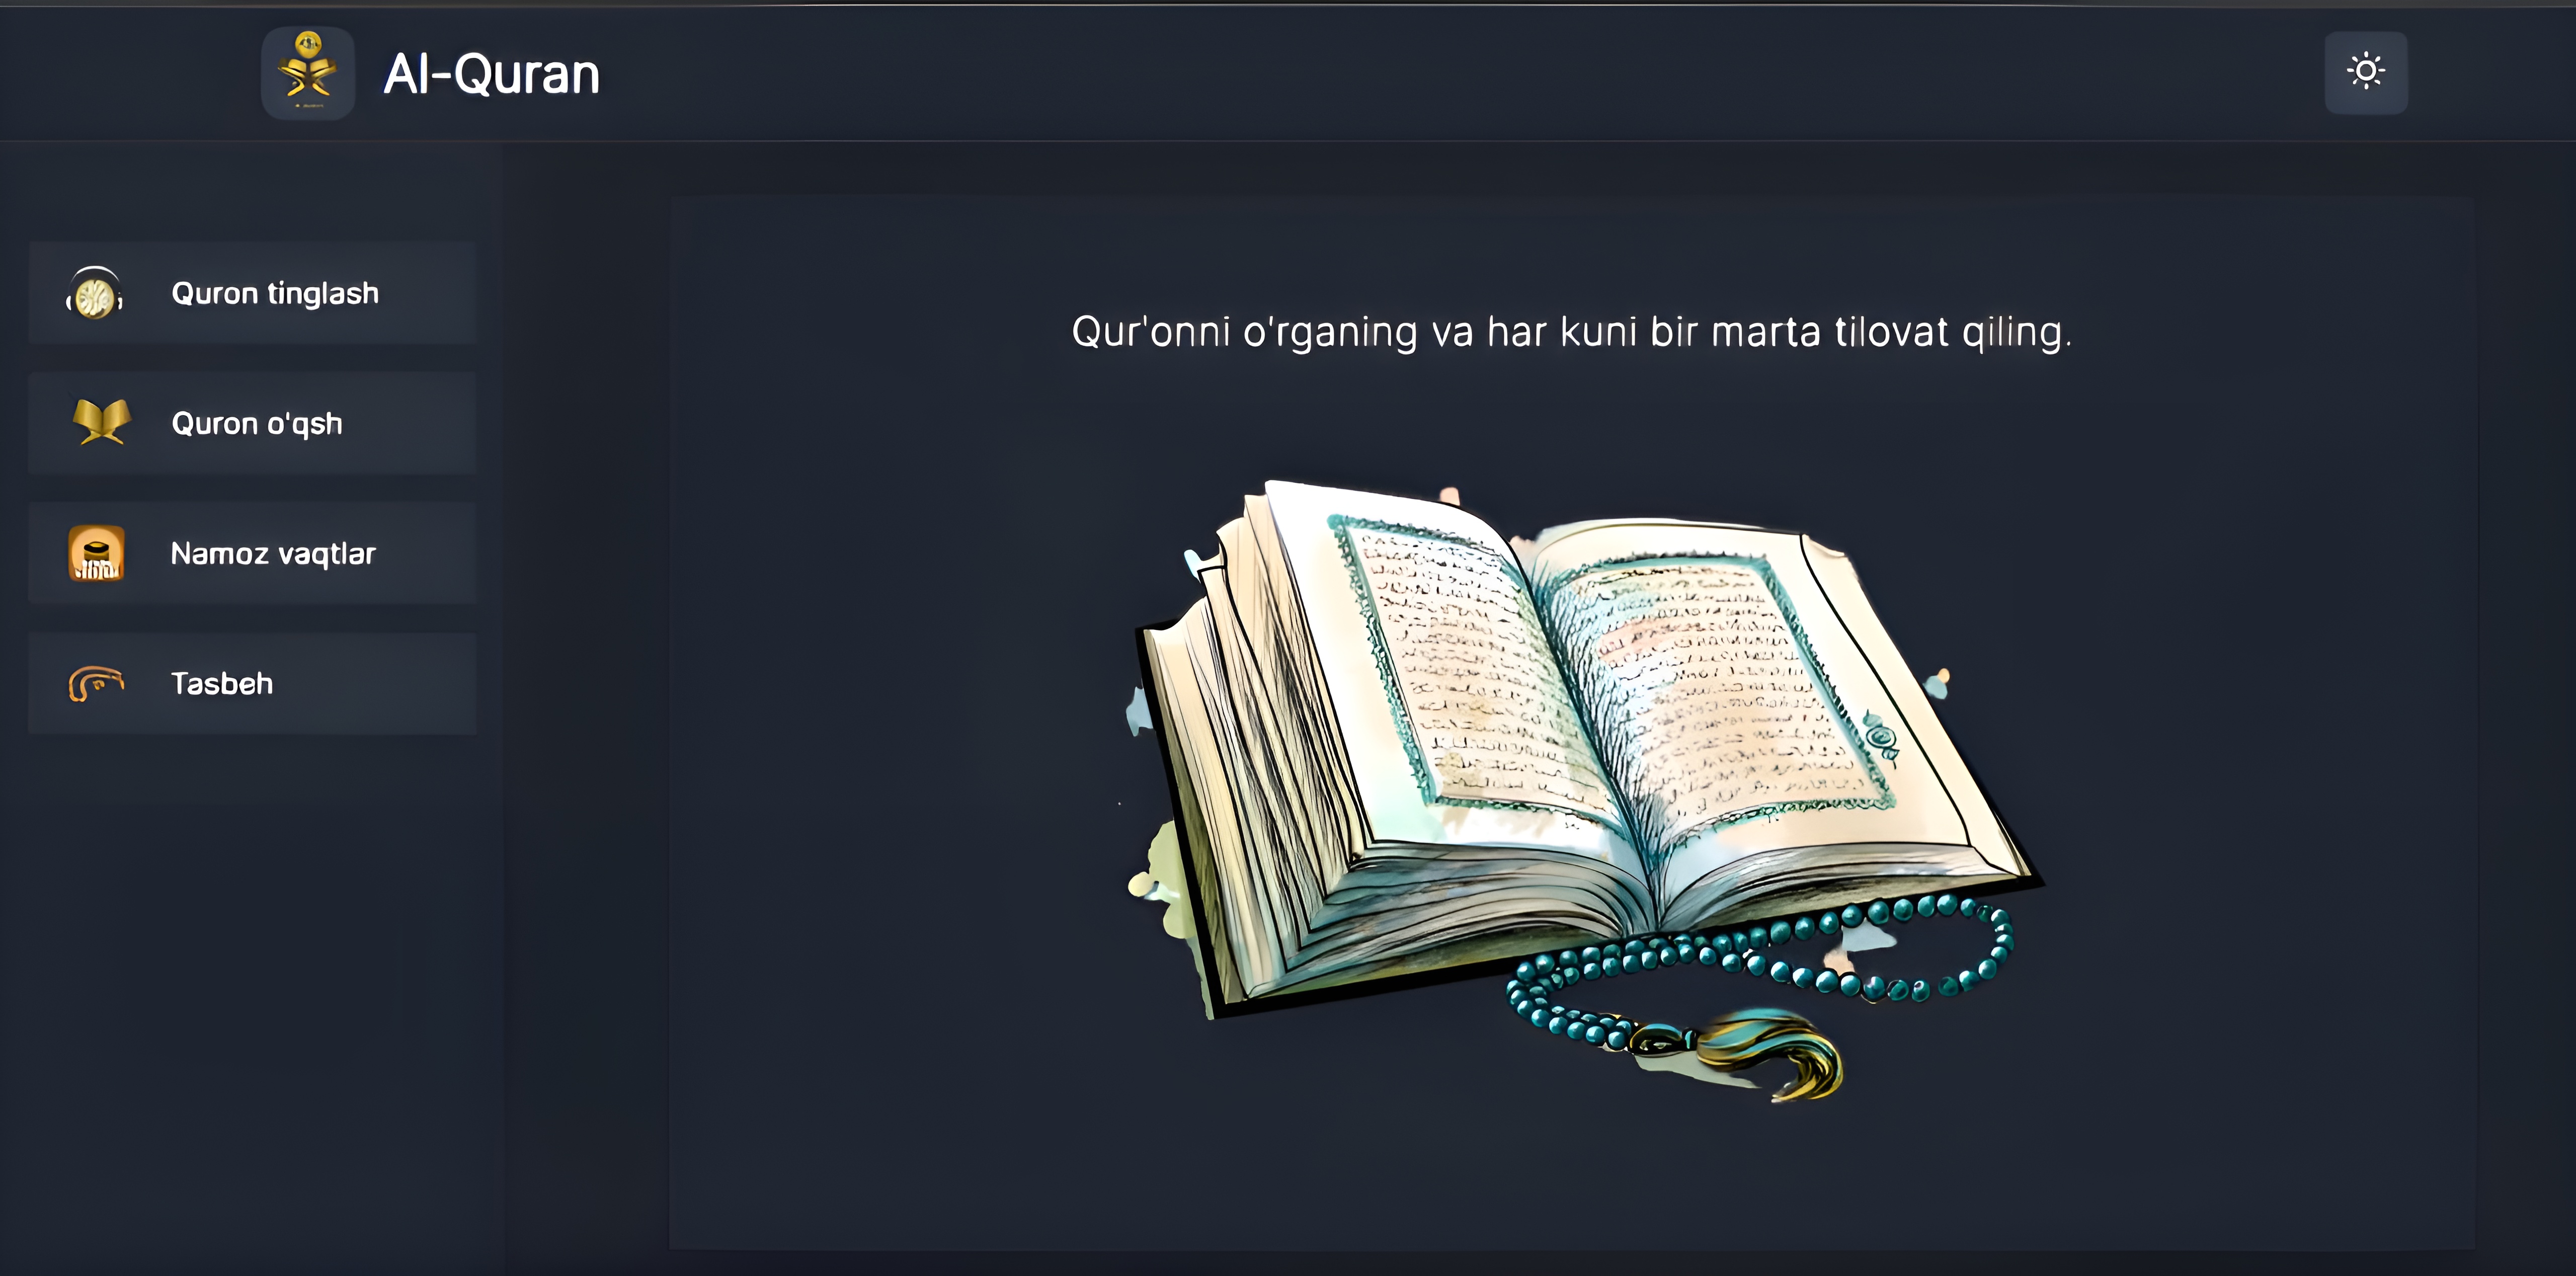 Al-Quran
Quron tinglash
Quron o'qsh
Namoz vaqtlar
Tasbeh
Qur'onni o'rganing va har kuni bir marta tilovat qiling.